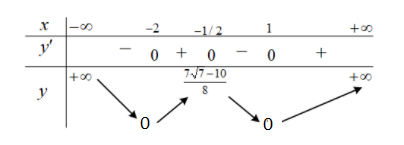 x −∞ −2 −1/2 1 +∞
y' − 0 + 0 − 0 +
y +∞ 7√7−10/8 +∞
0 0